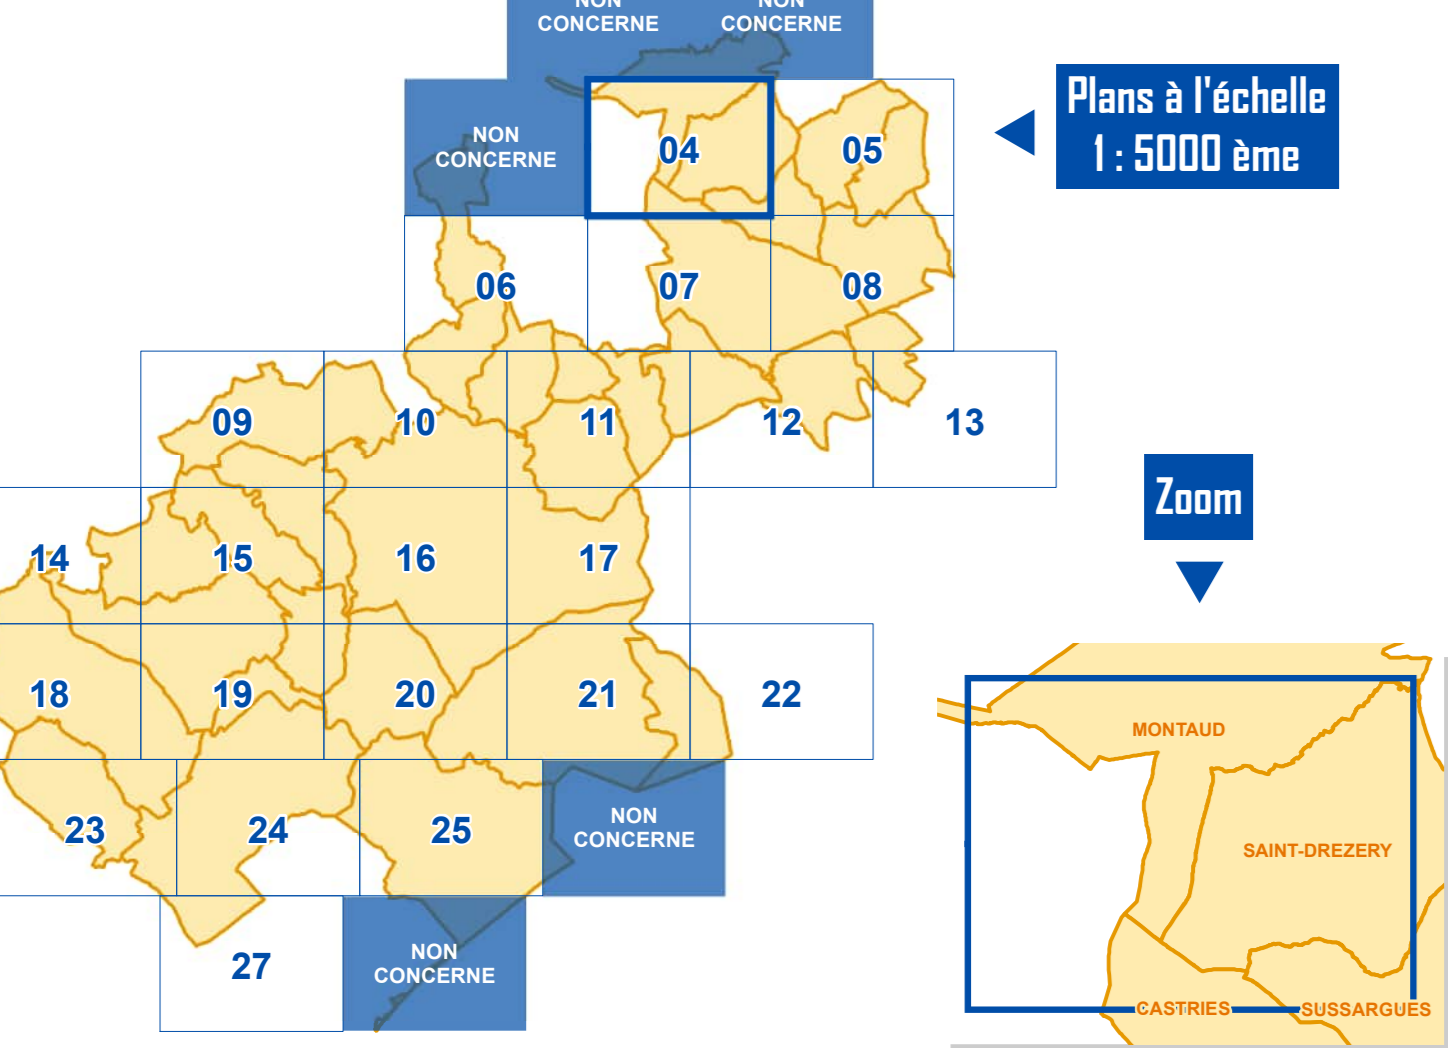 NON
CONCERNE
NON
CONCERNE
NON
CONCERNE
04
05
Plans à l'échelle
1 : 5000 ème
06
07
08
09
10
11
12
13
14
15
16
17
Zoom
18
19
20
21
22
23
24
25
NON
CONCERNE
27
NON
CONCERNE
MONTAUD
SAINT-DREZERY
CASTRIES
SUSSARGUES